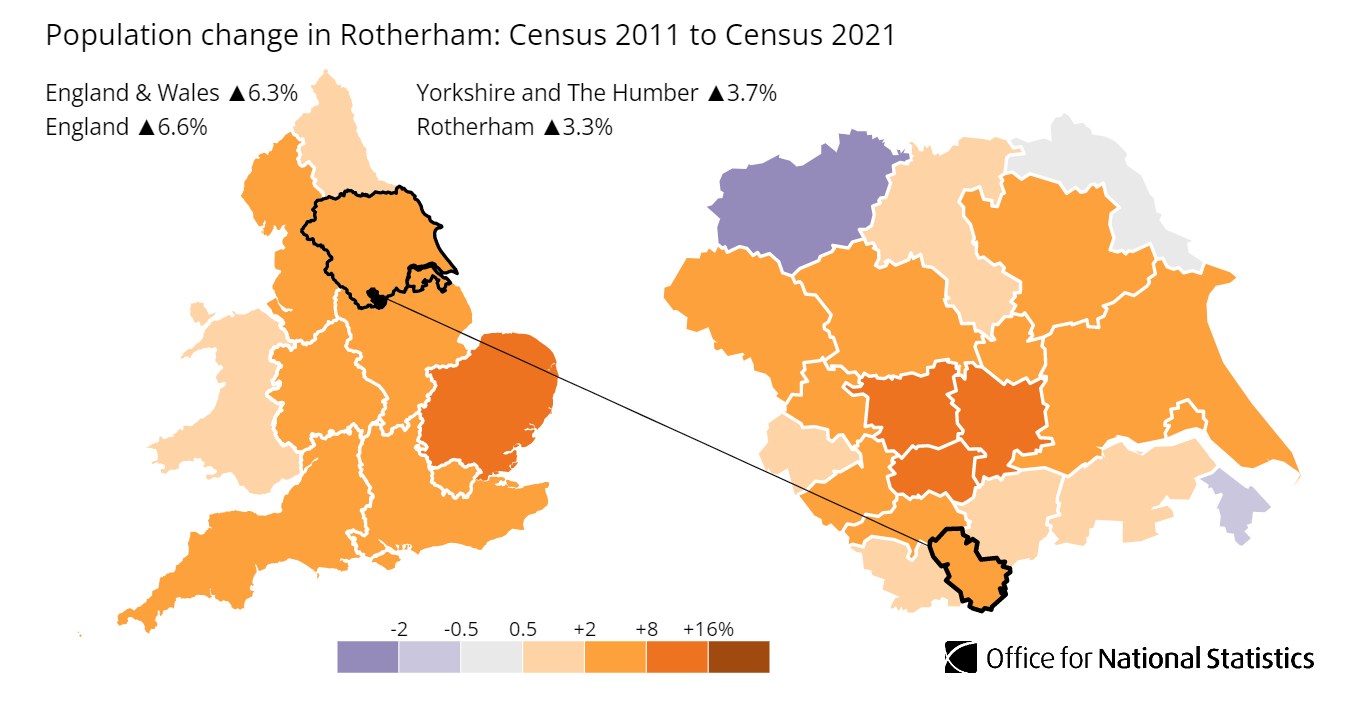 Population change in Rotherham: Census 2011 to Census 2021
England & Wales ▲6.3%
England ▲6.6%
Yorkshire and The Humber ▲3.7%
Rotherham ▲3.3%
-2 -0.5 0.5 +2 +8 +16%
Office for National Statistics